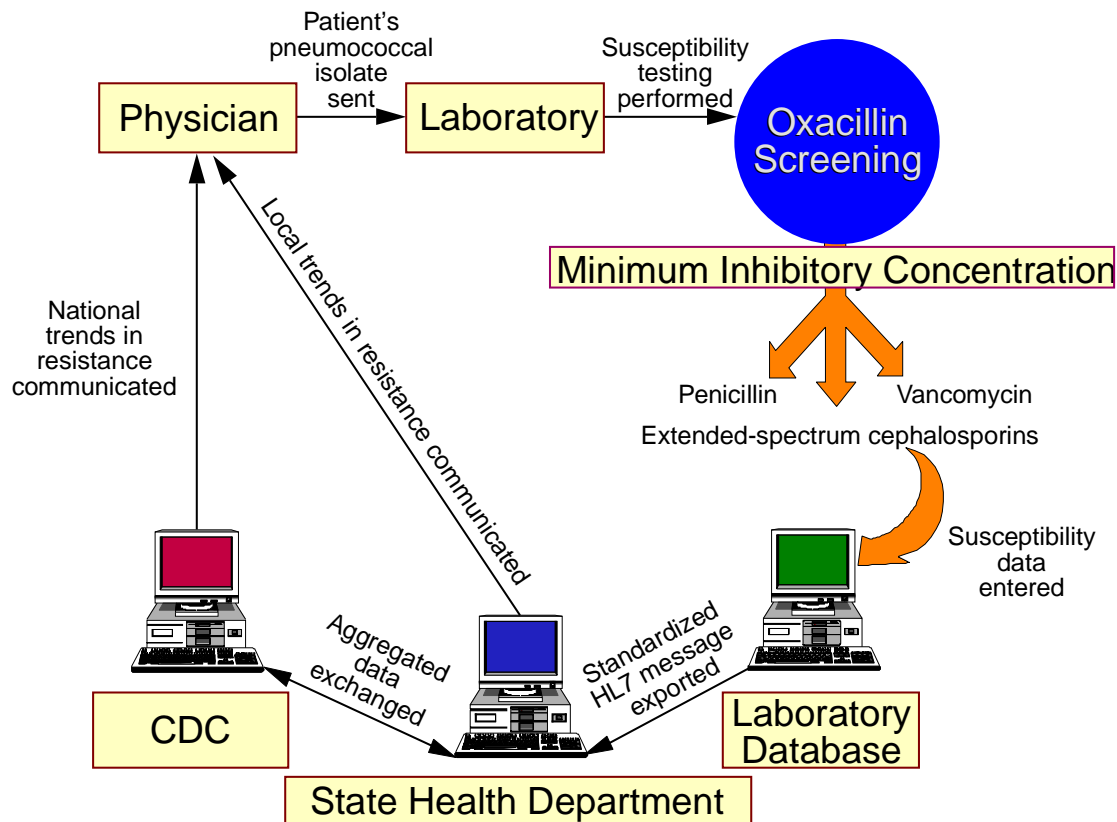 Patient's
pneumococcal
isolate
sent
Susceptibility
testing
performed
Physician
Laboratory
Oxacillin
Screening
Minimum Inhibitory Concentration
Local trends in resistance communicated
National
trends in
resistance
communicated
Penicillin
Vancomycin
Extended-spectrum cephalosporins
Susceptibility
data
entered
Aggregated
data
exchanged
Standardized
HL7 message
exported
CDC
Laboratory
Database
State Health Department